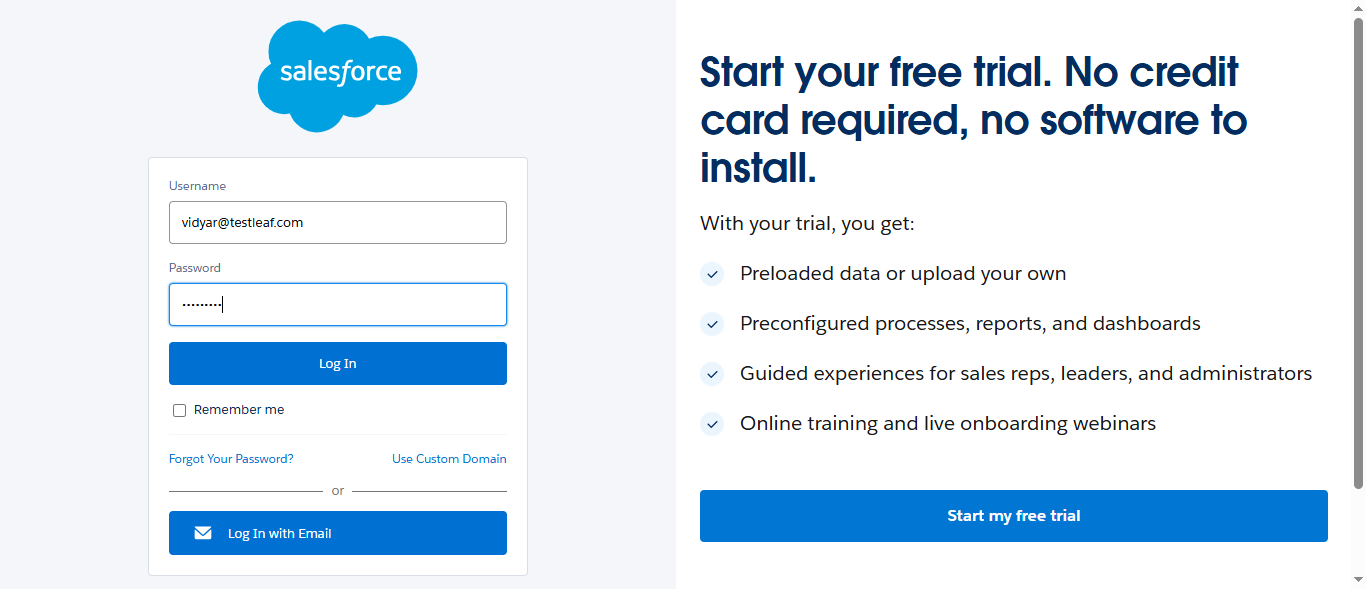 salesforce
Username
vidyar@testleaf.com
Password
•••••••••
Log In
Remember me
Forgot Your Password?
Use Custom Domain
or
Log In with Email
Start your free trial. No credit
card required, no software to
install.
With your trial, you get:
Preloaded data or upload your own
Preconfigured processes, reports, and dashboards
Guided experiences for sales reps, leaders, and administrators
Online training and live onboarding webinars
Start my free trial